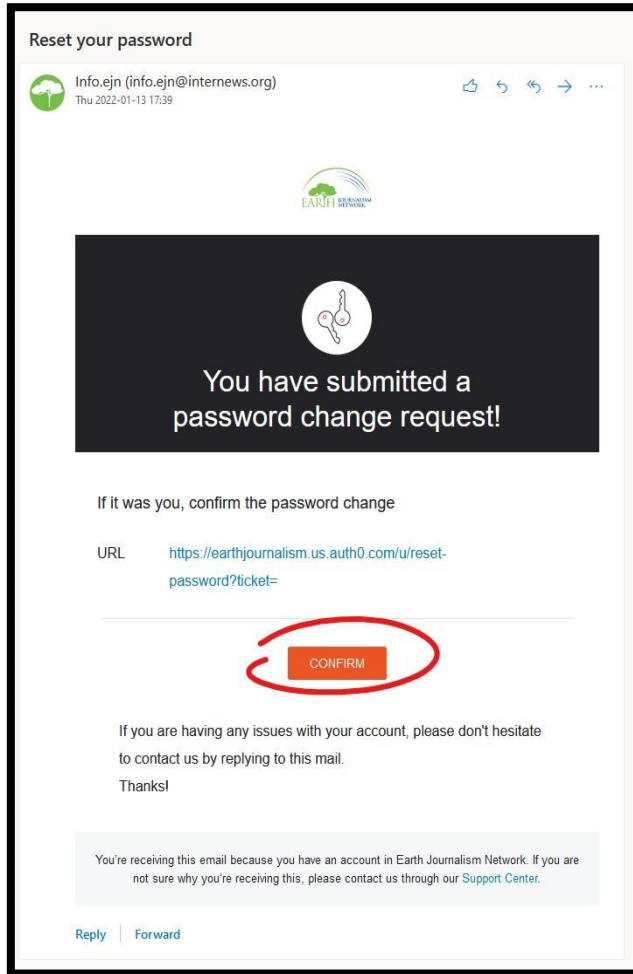 Reset your password
Info.ejn (info.ejn@internews.org)
Thu 2022-01-13 17:39
EARTH JOURNALISM
NETWORK
You have submitted a
password change request!
If it was you, confirm the password change
URL https://earthjournalism.us.auth0.com/u/reset-
password?ticket=
CONFIRM
If you are having any issues with your account, please don't hesitate
to contact us by replying to this mail.
Thanks!
You're receiving this email because you have an account in Earth Journalism Network. If you are
not sure why you're receiving this, please contact us through our Support Center.
Reply Forward